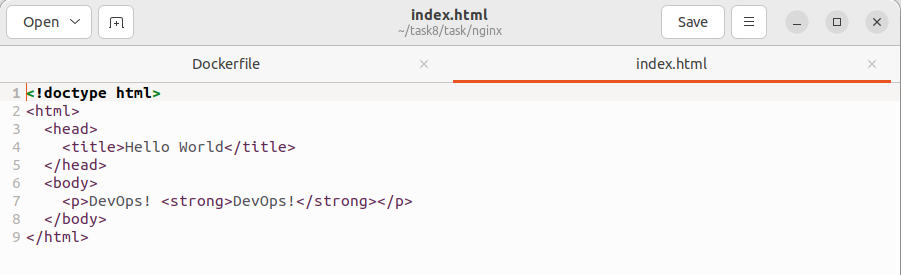 Open
index.html
~/task8/task/nginx
Save
Dockerfile
index.html
1 <!doctype html>
2 <html>
3   <head>
4     <title>Hello World</title>
5   </head>
6   <body>
7     <p>DevOps! <strong>DevOps!</strong></p>
8   </body>
9 </html>